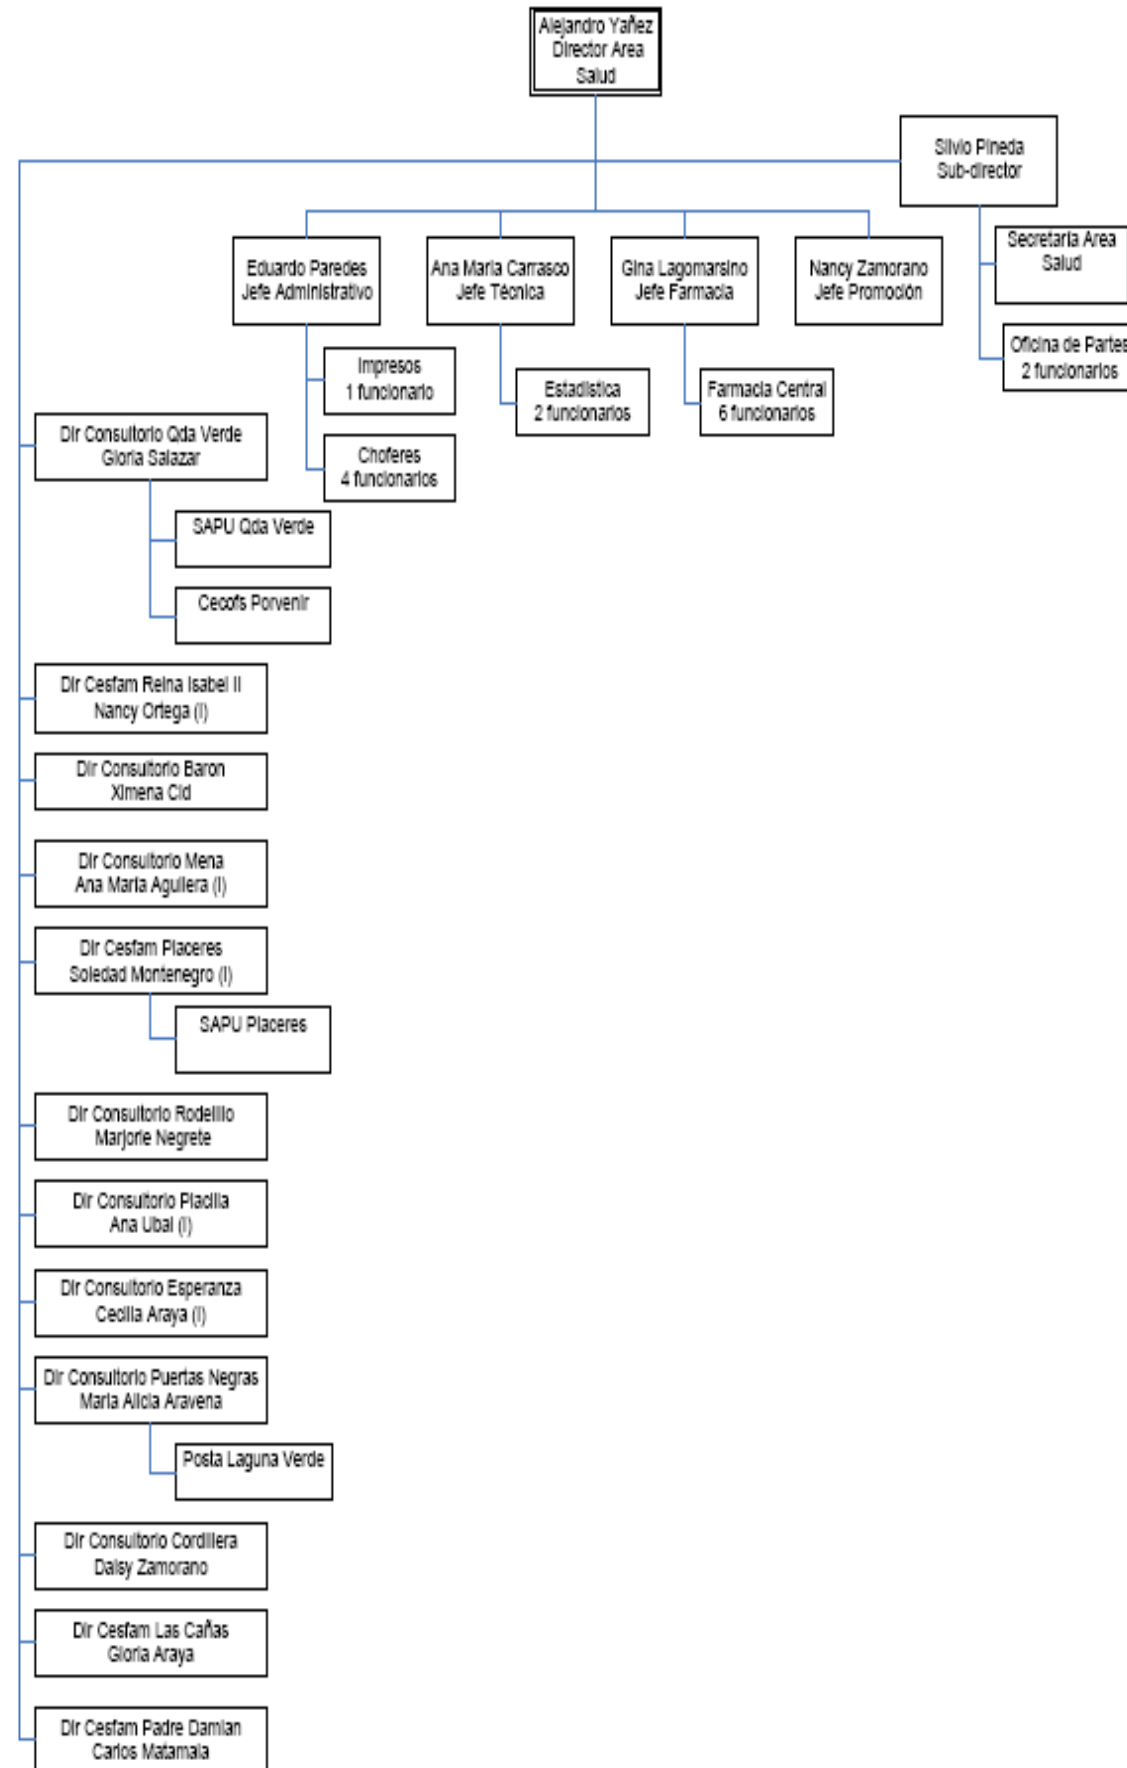 Alejandro Yañez
Director Area
Salud
Silvio Pineda
Sub-director
Secretaría Area
Salud
Oficina de Partes
2 funcionarios
Eduardo Paredes
Jefe Administrativo
Ana Maria Carrasco
Jefe Técnica
Gina Lagomarsino
Jefe Farmacia
Nancy Zamorano
Jefe Promoción
Impresos
1 funcionario
Choferes
4 funcionarios
Estadistica
2 funcionarios
Farmacia Central
6 funcionarios
Dir Consultorio Qda Verde
Gloria Salazar
SAPU Qda Verde
Cecofs Porvenir
Dir Cesfam Reina Isabel II
Nancy Ortega (I)
Dir Consultorio Baron
Ximena Cid
Dir Consultorio Mena
Ana Maria Aguilera (I)
Dir Cesfam Placeres
Soledad Montenegro (I)
SAPU Placeres
Dir Consultorio Rodelillo
Marjorie Negrete
Dir Consultorio Placilla
Ana Ubal (I)
Dir Consultorio Esperanza
Cecilia Araya (I)
Dir Consultorio Puertas Negras
Maria Alicia Aravena
Posta Laguna Verde
Dir Consultorio Cordillera
Daisy Zamorano
Dir Cesfam Las Cañas
Gloria Araya
Dir Cesfam Padre Damian
Carlos Matamala